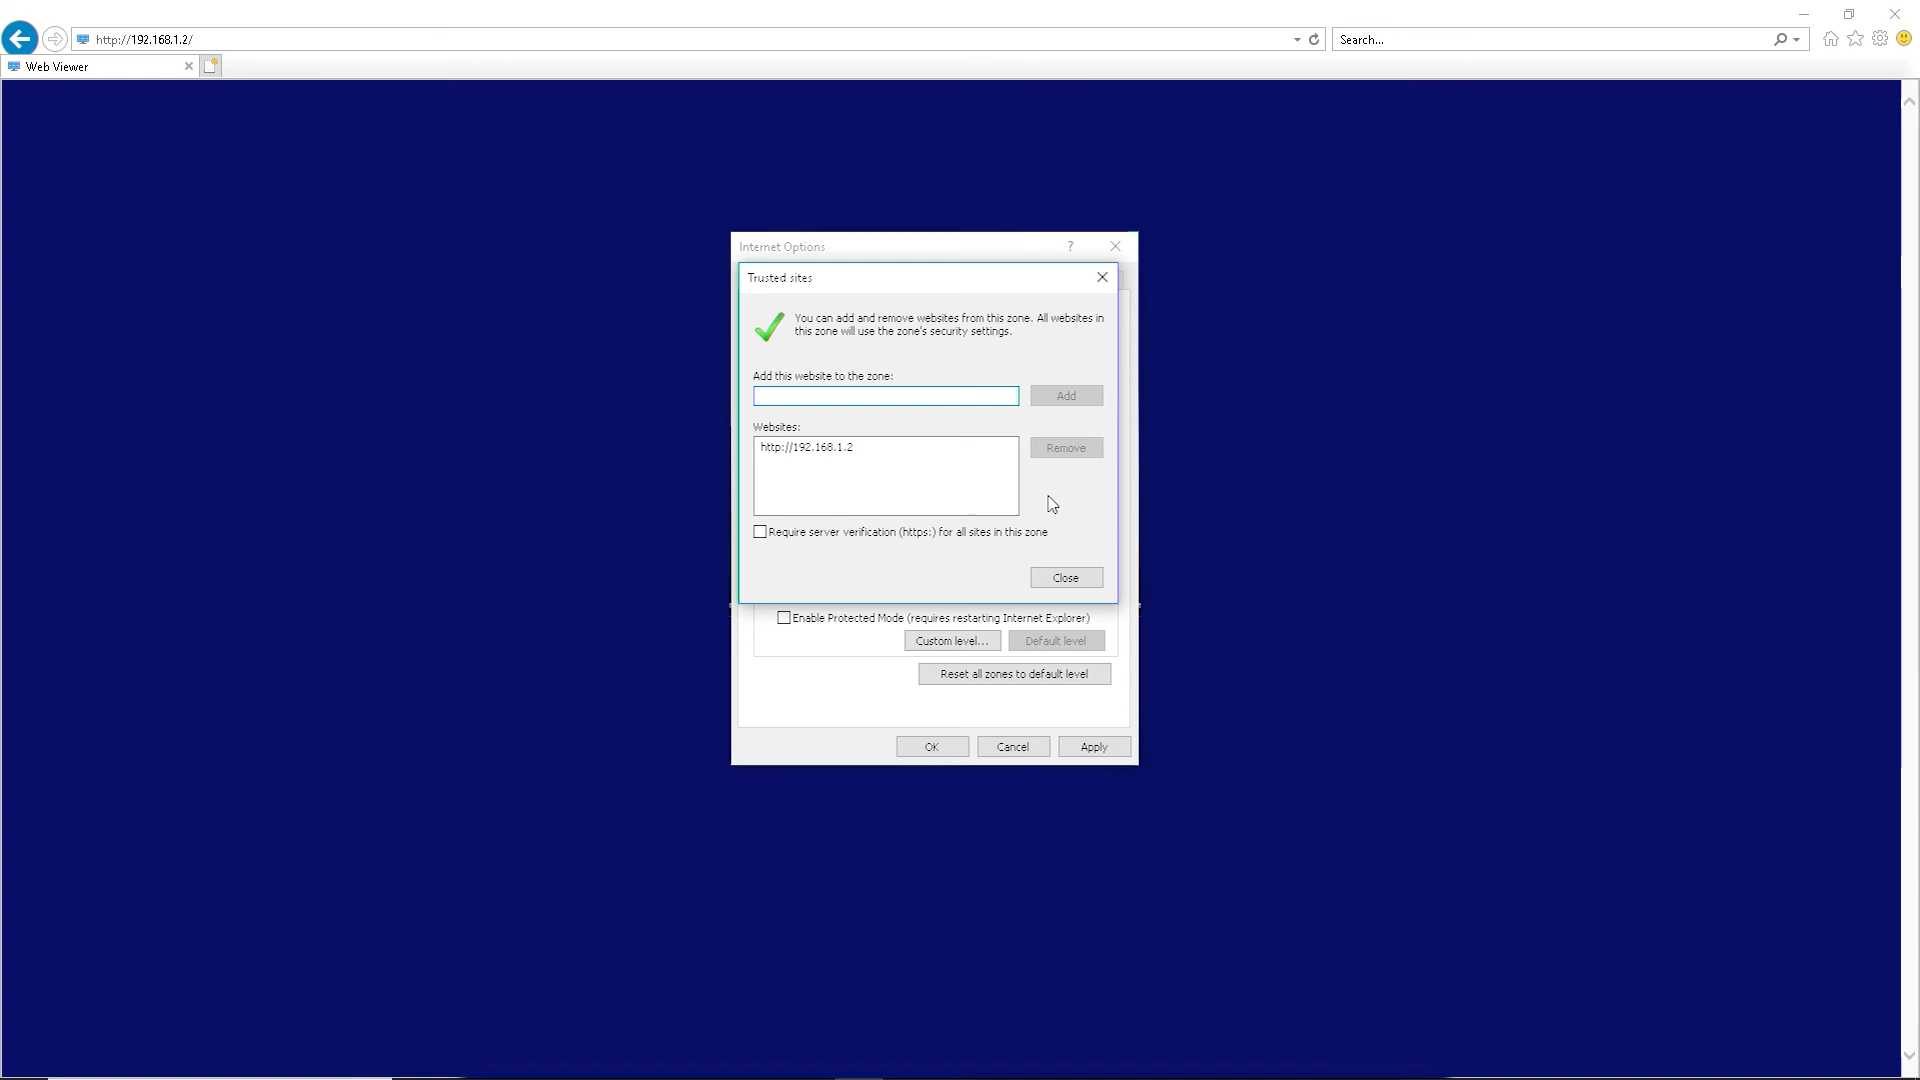 http://192.168.1.2/
Search...
Web Viewer
Internet Options
?
Trusted sites
You can add and remove websites from this zone. All websites in
this zone will use the zone's security settings.
Add this website to the zone:
Add
Websites:
http://192.168.1.2
Remove
Require server verification (https:) for all sites in this zone
Close
Enable Protected Mode (requires restarting Internet Explorer)
Custom level...
Default level
Reset all zones to default level
OK
Cancel
Apply